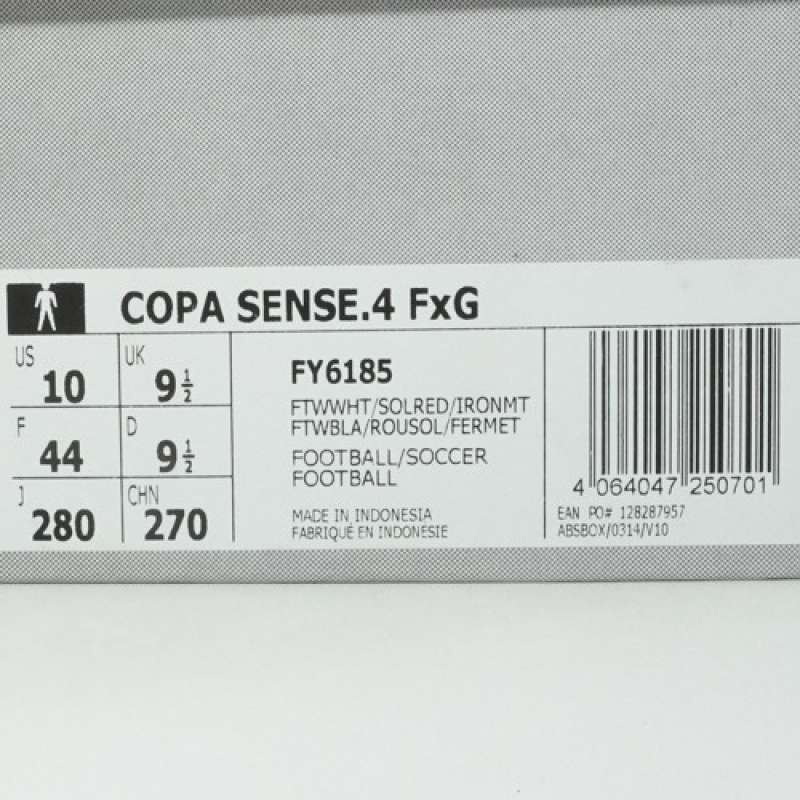 COPA SENSE.4 FxG
US 10 UK 9 1/2
F 44 D 9 1/2
J 280 CHN 270
FY6185
FTWWHT/SOLRED/IRONMT
FTWBLA/ROUSOL/FERMET
FOOTBALL/SOCCER
FOOTBALL
MADE IN INDONESIA
FABRIQUÉ EN INDONESIE
4 064047 250701
EAN PO# 128287957
ABSBOX/0314/V10